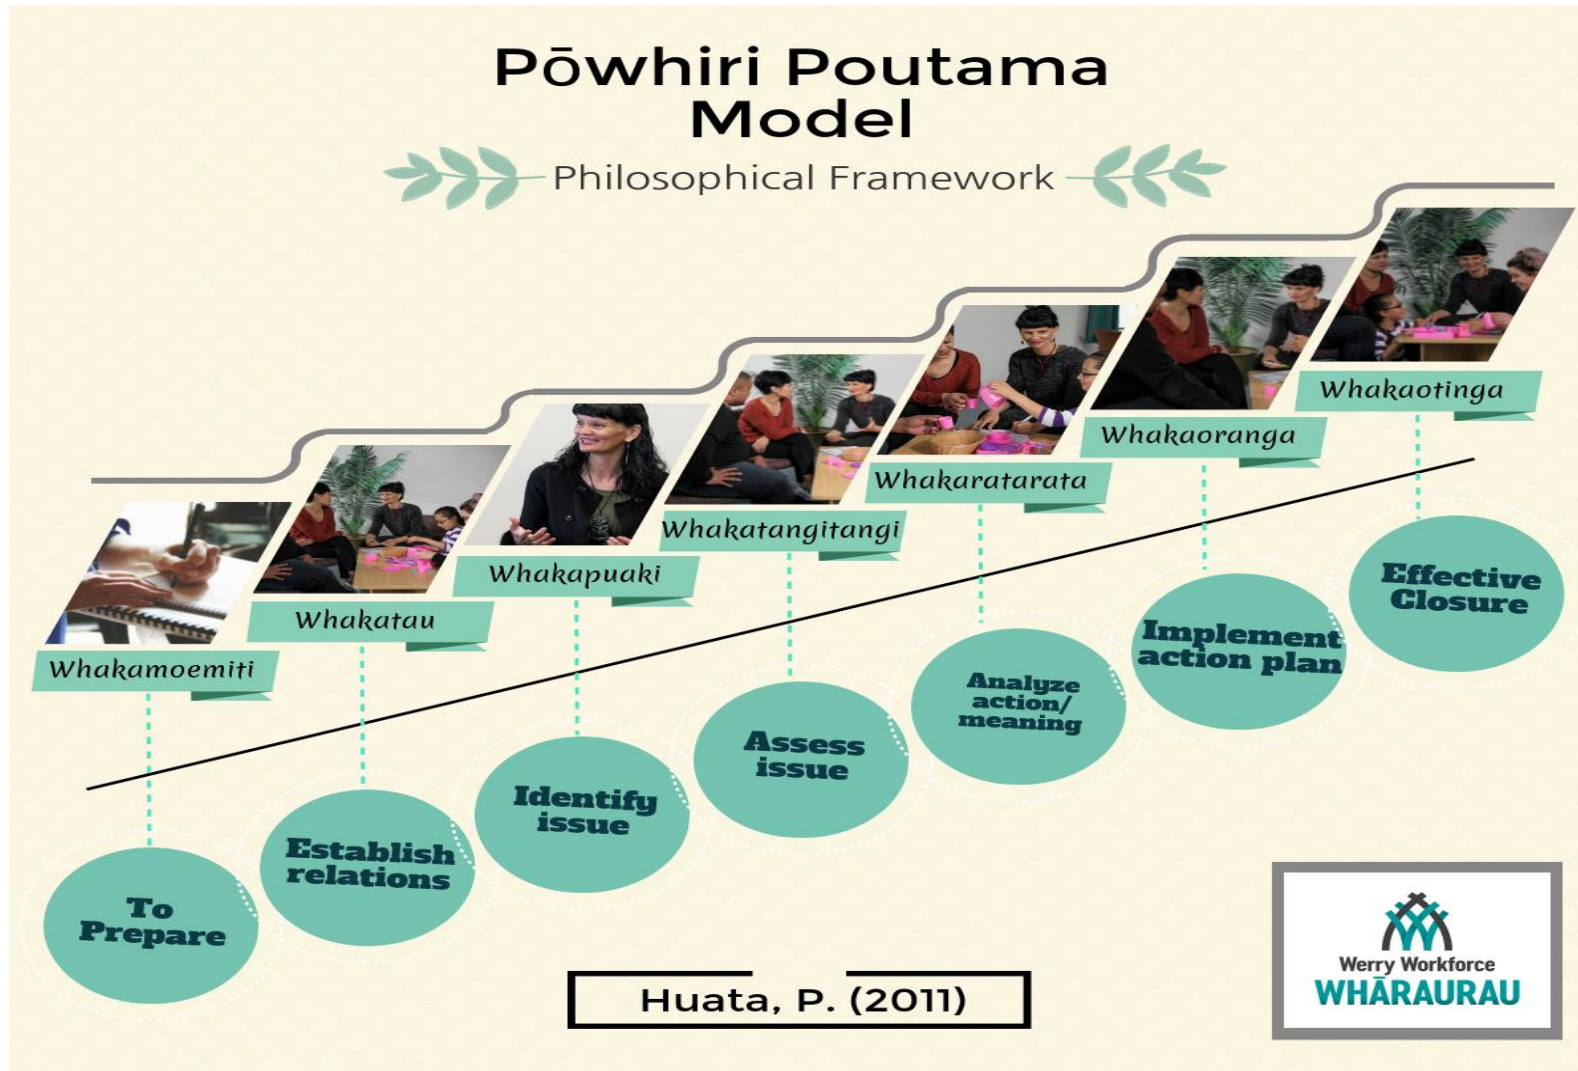 Pōwhiri Poutama
Model
Philosophical Framework
Whakamoemiti
Whakatau
Whakapuaki
Whakatangitangi
Whakaratarata
Whakaoranga
Whakaotinga
To
Prepare
Establish
relations
Identify
issue
Assess
issue
Analyze
action/
meaning
Implement
action plan
Effective
Closure
Huata, P. (2011)
Werry Workforce
WHĀRAURAU